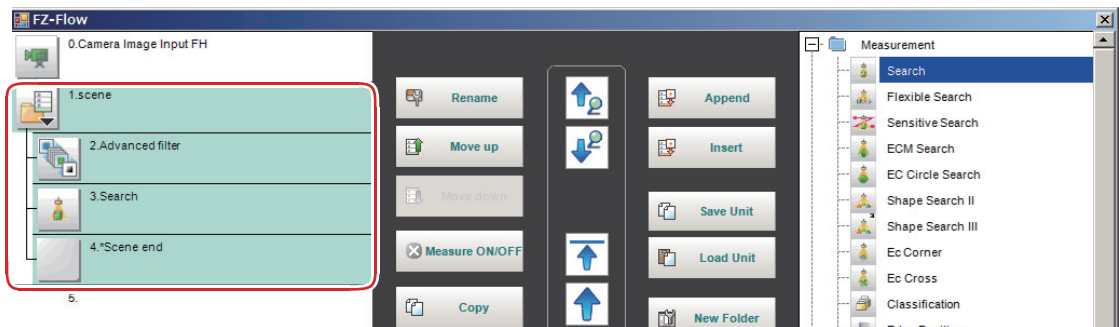 FZ-Flow
0.Camera Image Input FH
1.scene
2.Advanced filter
3.Search
4.*Scene end
5.
Rename
Move up
Move down
Measure ON/OFF
Copy
Append
Insert
Save Unit
Load Unit
New Folder
Measurement
Search
Flexible Search
Sensitive Search
ECM Search
EC Circle Search
Shape Search II
Shape Search III
Ec Corner
Ec Cross
Classification